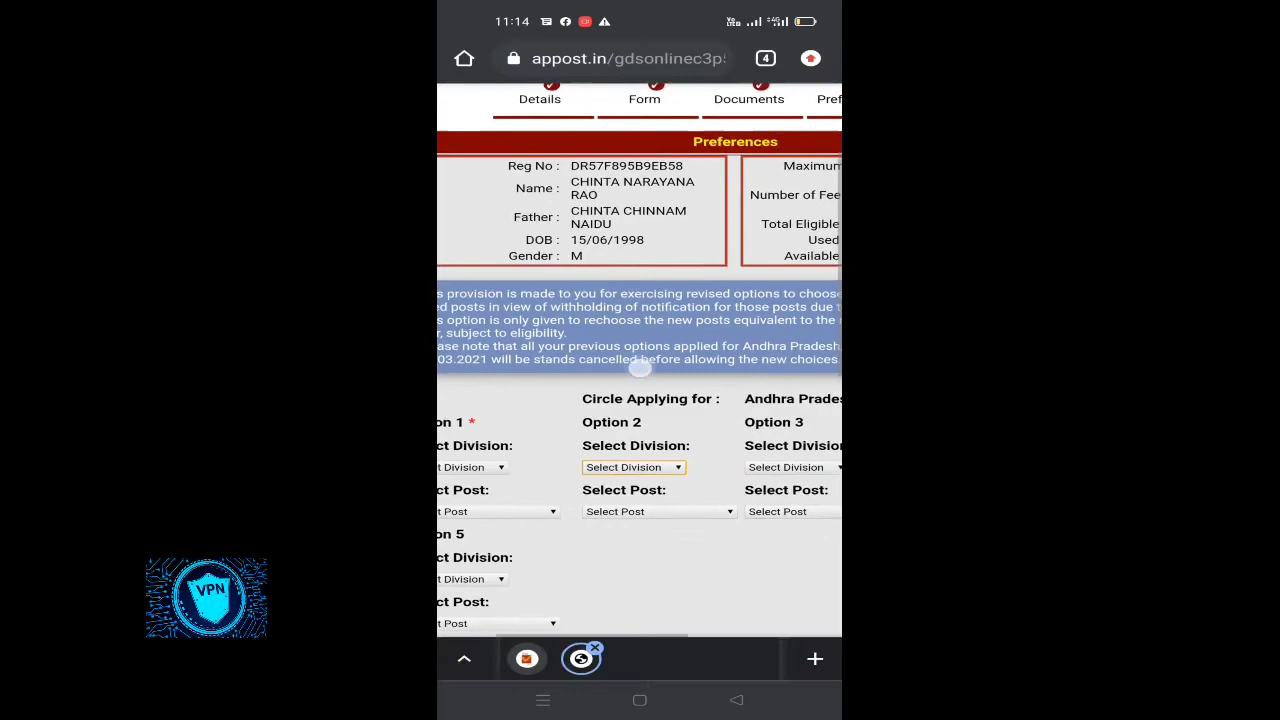 11:14
appost.in/gdsonlinec3p
4
Details Form Documents Pref
Preferences
Reg No : DR57F895B9EB58
Name : CHINTA NARAYANA
RAO
Father : CHINTA CHINNAM
NAIDU
DOB : 15/06/1998
Gender : M
Maximum
Number of Fee
Total Eligible
Used
Available
s provision is made to you for exercising revised options to choose
ed posts in view of withholding of notification for those posts due
s option is only given to rechoose the new posts equivalent to the
r, subject to eligibility.
ase note that all your previous options applied for Andhra Pradesh
03.2021 will be stands cancelled before allowing the new choices.
Circle Applying for : Andhra Prades
on 1 * Option 2 Option 3
ct Division: Select Division: Select Division
t Division Select Division Select Division
ct Post: Select Post: Select Post:
t Post Select Post Select Post
on 5
ct Division:
t Division
ct Post:
t Post
VPN